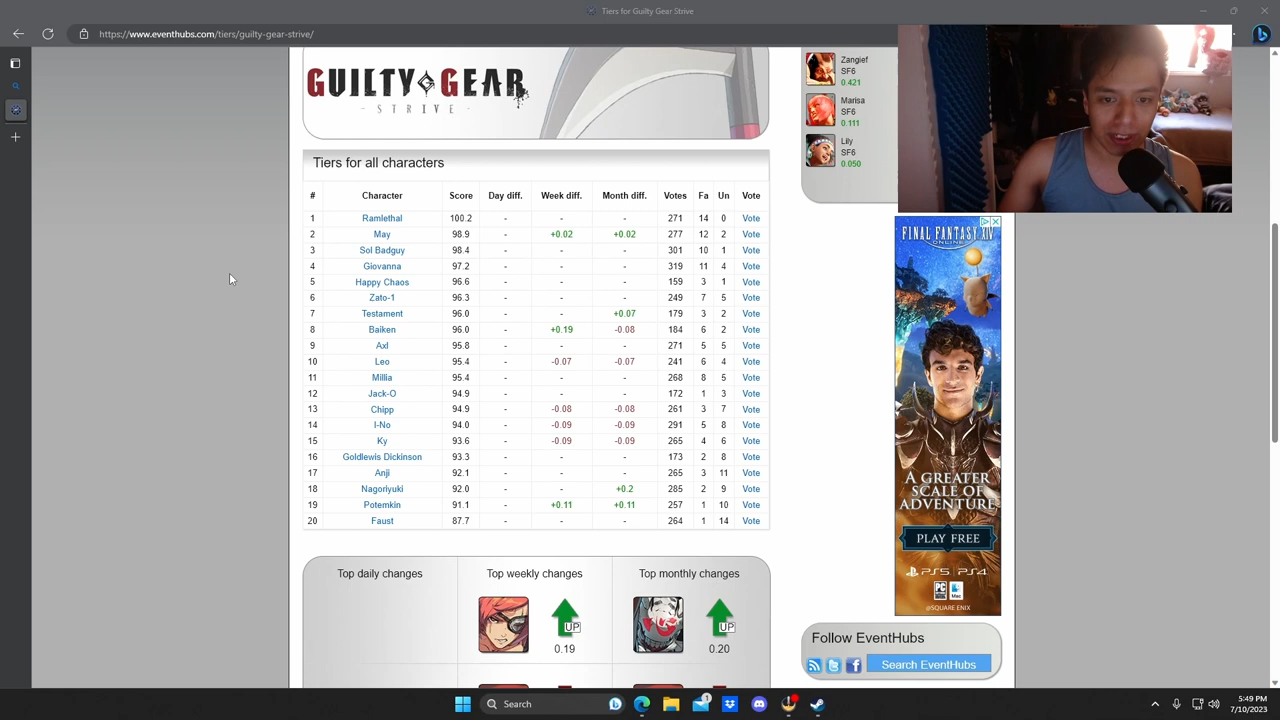 Tiers for Guilty Gear Strive
https://www.eventhubs.com/tiers/guilty-gear-strive/
GUILTY GEAR
- STRIVE -
Tiers for all characters
# Character Score Day diff. Week diff. Month diff. Votes Fa Un Vote
1 Ramlethal 100.2 - - - 271 14 0 Vote
2 May 98.9 - +0.02 +0.02 277 12 2 Vote
3 Sol Badguy 98.4 - - - 301 10 1 Vote
4 Giovanna 97.2 - - - 319 11 4 Vote
5 Happy Chaos 96.6 - - - 159 3 1 Vote
6 Zato-1 96.3 - - - 249 7 5 Vote
7 Testament 96.0 - - +0.07 179 3 2 Vote
8 Baiken 96.0 - +0.19 -0.08 184 6 2 Vote
9 Axl 95.8 - - - 271 5 5 Vote
10 Leo 95.4 - -0.07 -0.07 241 6 4 Vote
11 Millia 95.4 - - - 268 8 5 Vote
12 Jack-O 94.9 - - - 172 1 3 Vote
13 Chipp 94.9 - -0.08 -0.08 261 3 7 Vote
14 I-No 94.0 - -0.09 -0.09 291 5 8 Vote
15 Ky 93.6 - -0.09 -0.09 265 4 6 Vote
16 Goldlewis Dickinson 93.3 - - - 173 2 8 Vote
17 Anji 92.1 - - - 265 3 11 Vote
18 Nagoriyuki 92.0 - - +0.2 285 2 9 Vote
19 Potemkin 91.1 - +0.11 +0.11 257 1 10 Vote
20 Faust 87.7 - - - 264 1 14 Vote
Top daily changes Top weekly changes Top monthly changes
UP UP
0.19 0.20
Zangief
SF6
0.421
Marisa
SF6
0.111
Lily
SF6
0.050
FINAL FANTASY XIV
ONLINE
A GREATER
SCALE OF
ADVENTURE
PLAY FREE
PS5 PS4
PC Mac
@SQUARE ENIX
Follow EventHubs
Search EventHubs
Search
1
5:49 PM
7/10/2023